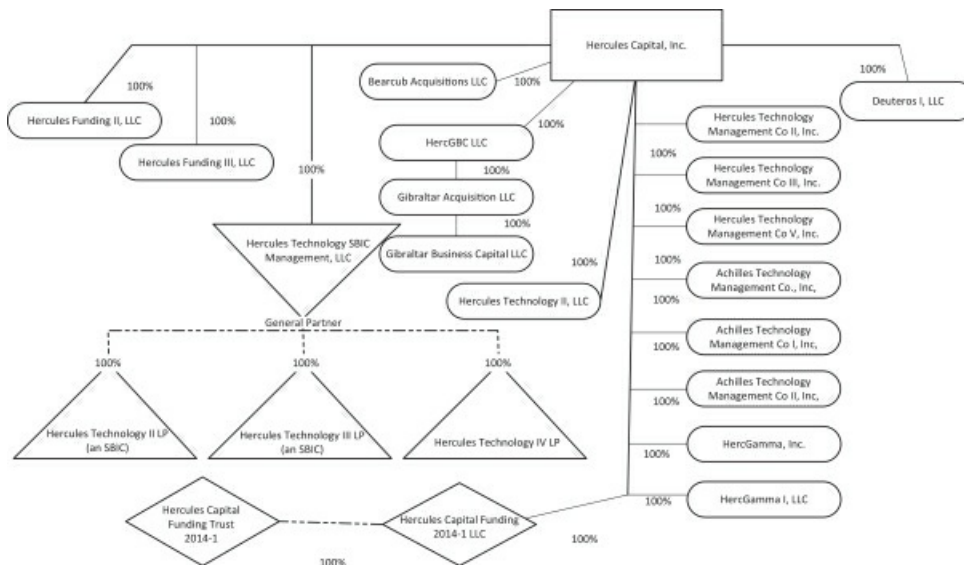 Hercules Capital, Inc.
100%
Hercules Funding II, LLC
100%
Hercules Funding III, LLC
100%
Bearcub Acquisitions LLC
100%
100%
HercGBC LLC
100%
Gibraltar Acquisition LLC
100%
Gibraltar Business Capital LLC
100%
Deuteros I, LLC
Hercules Technology SBIC
Management, LLC
General Partner
100%
100%
100%
Hercules Technology II LP
(an SBIC)
Hercules Technology III LP
(an SBIC)
Hercules Technology IV LP
100%
Hercules Technology II, LLC
Hercules Technology
Management Co II, Inc.
100%
Hercules Technology
Management Co III, Inc.
100%
Hercules Technology
Management Co V, Inc.
100%
Achilles Technology
Management Co., Inc,
100%
Achilles Technology
Management Co I, Inc,
100%
Achilles Technology
Management Co II, Inc,
100%
HercGamma, Inc.
100%
HercGamma I, LLC
100%
Hercules Capital
Funding Trust
2014-1
Hercules Capital Funding
2014-1 LLC
100%
100%